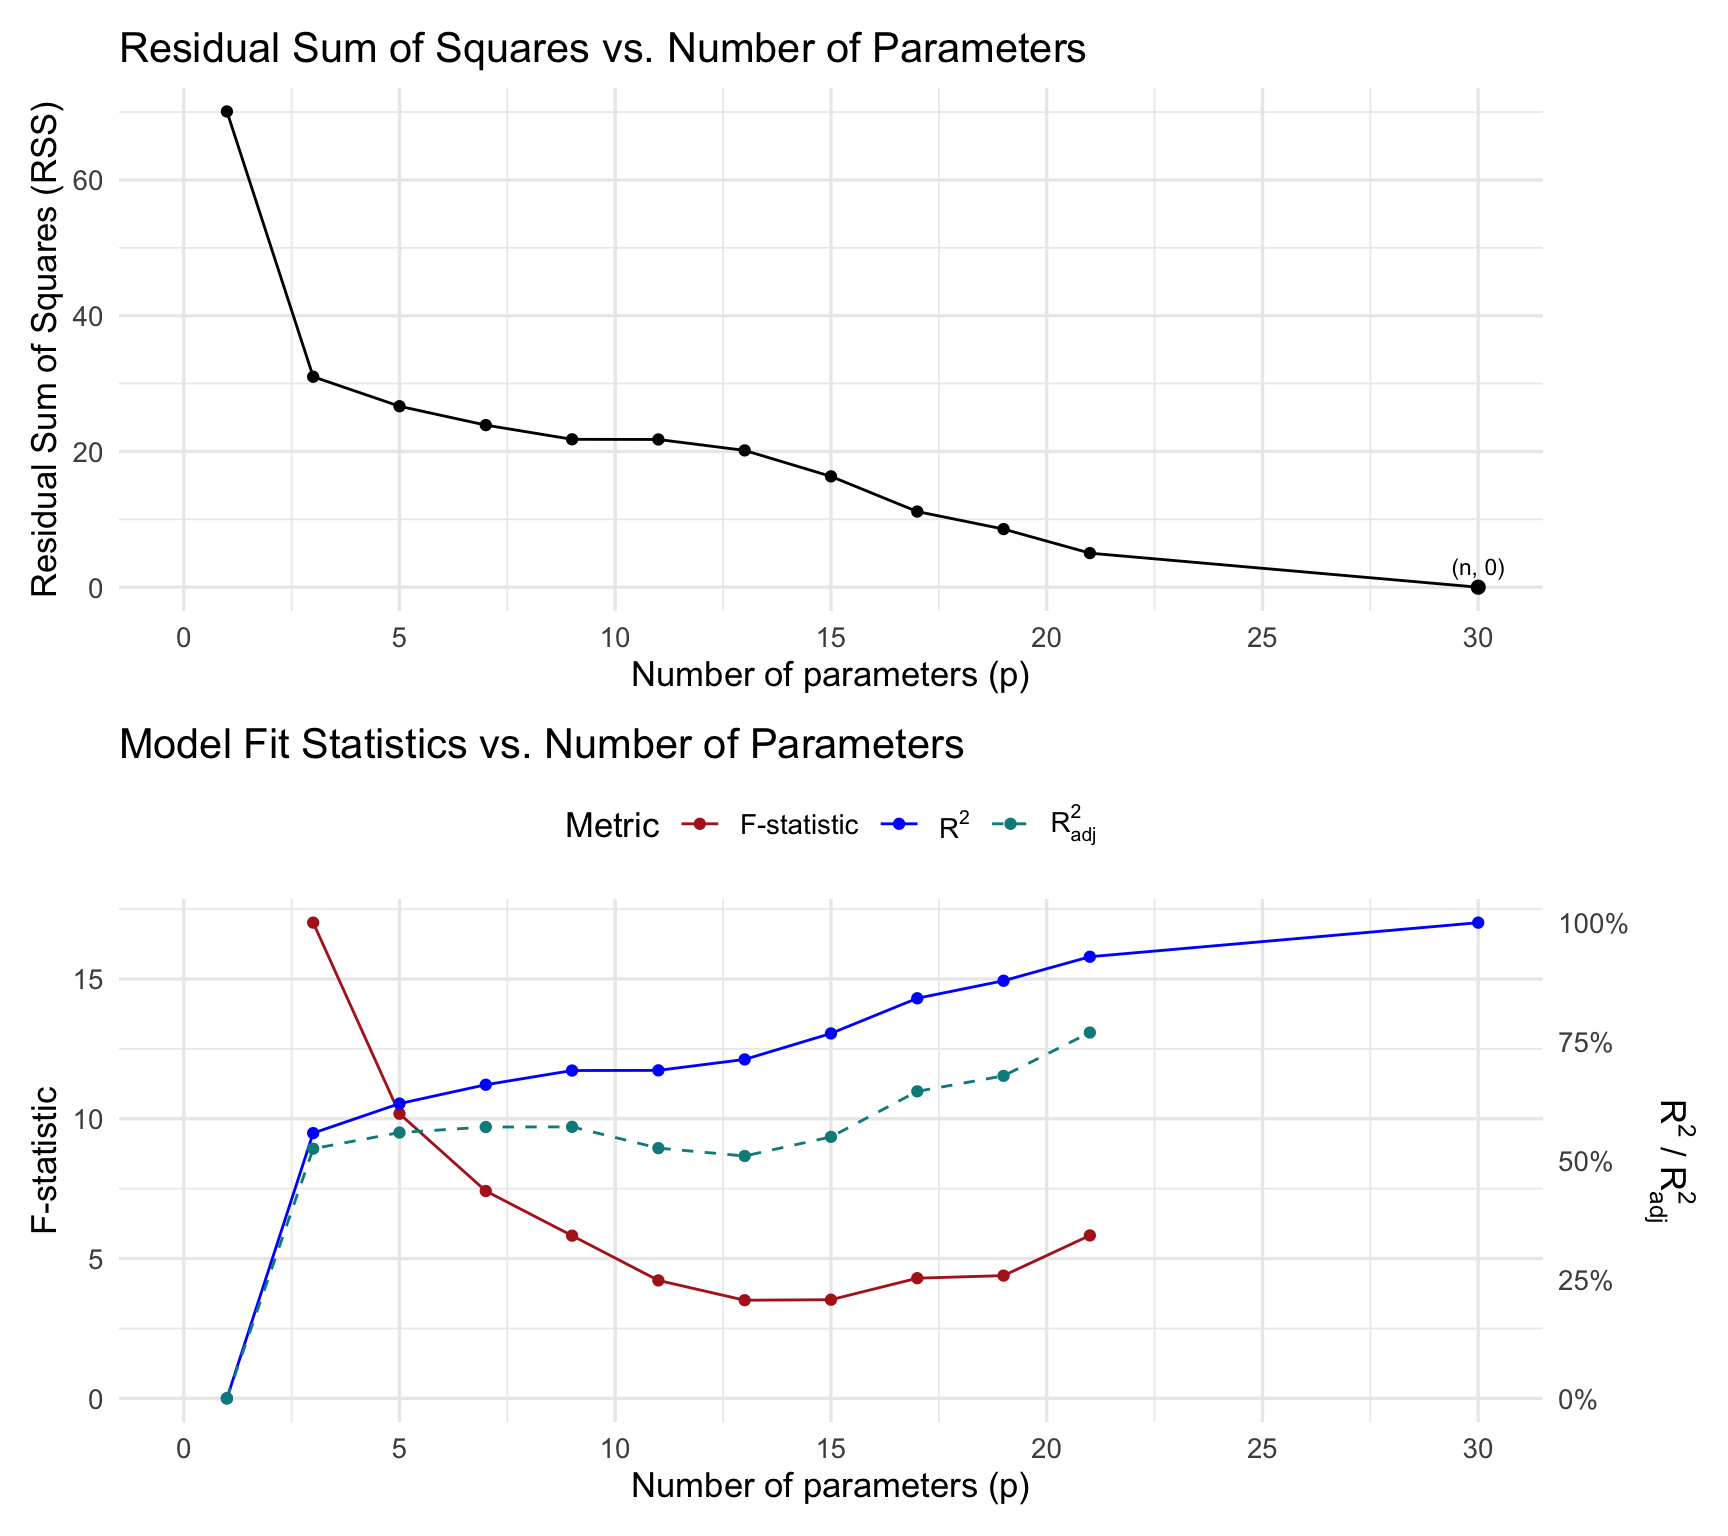 Residual Sum of Squares vs. Number of Parameters
Residual Sum of Squares (RSS)
60
40
20
0
(n, 0)
0 5 10 15 20 25 30
Number of parameters (p)
Model Fit Statistics vs. Number of Parameters
Metric F-statistic R² R²adj
F-statistic
15
10
5
0
100%
75%
50%
25%
0%
R² / R²adj
0 5 10 15 20 25 30
Number of parameters (p)